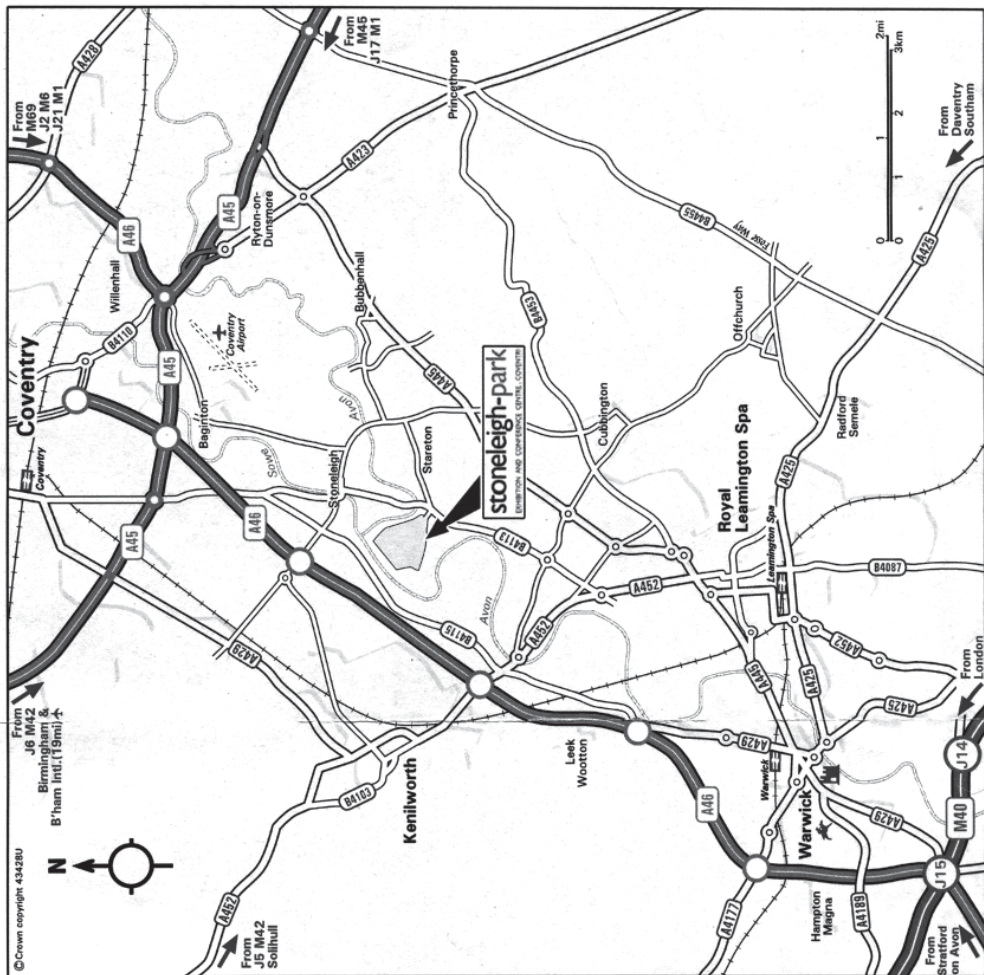 ©Crown copyright 43428U
N
From
J6 M42
Birmingham &
B'ham Intl.(19mi)
From
M69
J2 M6
J21 M1
A428
From
M45
J17 M1
Coventry
Coventry
Willenhall
A46
A45
B4110
A45
A45
Ryton-on-
Dunsmore
A423
Princethorpe
2mi
3km
2
1
1
0
0
Coventry
Airport
Baginton
Sowe
Avon
Bubbenhall
A46
Stoneleigh
Stareton
A445
B4453
B4455
Fosse Way
From
Daventry
Southam
stoneleigh-park
EXHIBITION AND CONFERENCE CENTRE, COVENTRY
A429
B4115
Avon
B4113
Cubbington
Offchurch
A425
A452
From
J5 M42
Solihull
B4103
Kenilworth
A452
A452
Royal
Leamington Spa
Leamington Spa
Radford
Semele
A425
B4087
Leek
Wootton
A46
A429
A445
A425
A452
A425
Warwick
Warwick
A429
A4177
Hampton
Magna
A4189
J15
M40
J14
From
London
From
Stratford
on Avon